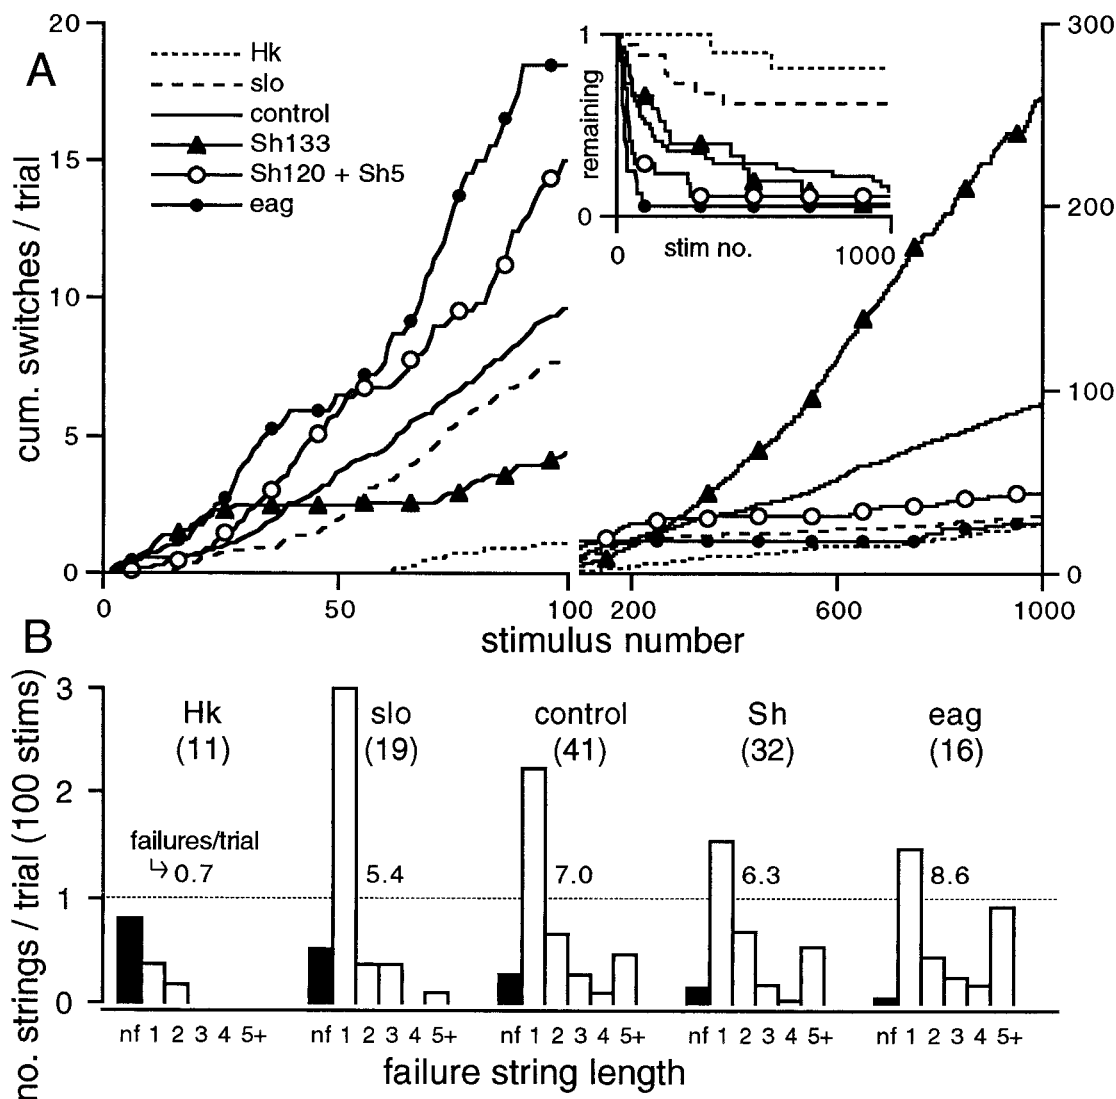 A
cum. switches / trial
20
15
10
5
0
Hk
slo
control
Sh133
Sh120 + Sh5
eag
remaining
1
0
0
stim no.
1000
300
200
100
0
0
50
100
200
600
1000
stimulus number
B
no. strings / trial (100 stims)
3
2
1
0
Hk
(11)
slo
(19)
control
(41)
Sh
(32)
eag
(16)
failures/trial
0.7
5.4
7.0
6.3
8.6
nf 1 2 3 4 5+
nf 1 2 3 4 5+
nf 1 2 3 4 5+
nf 1 2 3 4 5+
nf 1 2 3 4 5+
failure string length